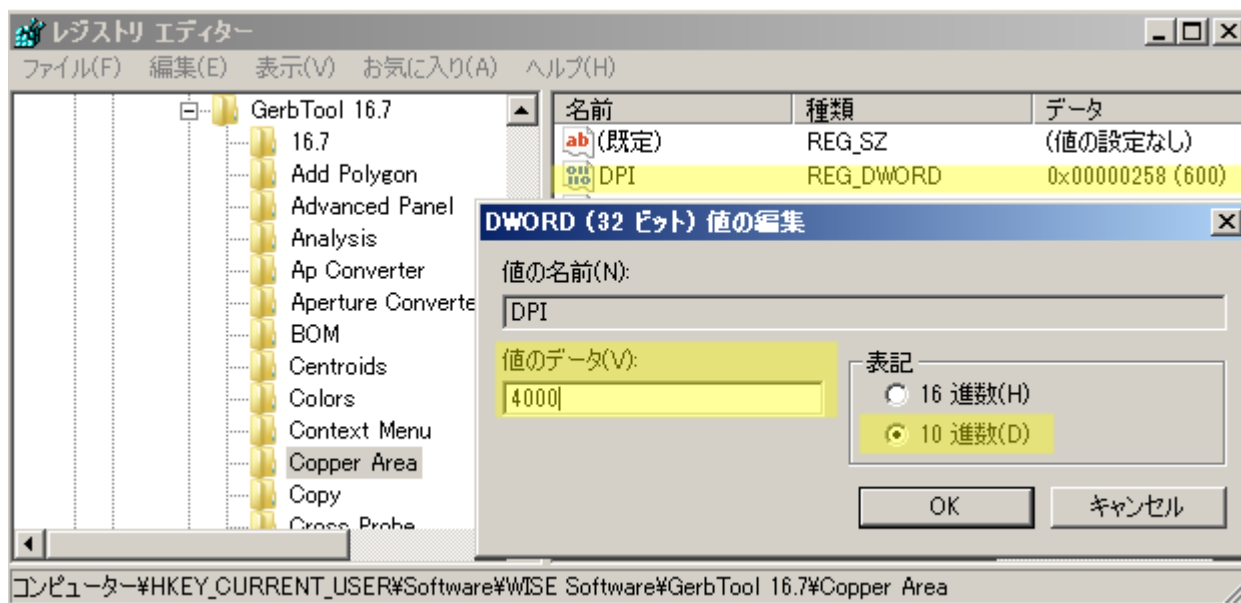 レジストリ エディター
ファイル(F) 編集(E) 表示(V) お気に入り(A) ヘルプ(H)
GerbTool 16.7
16.7
Add Polygon
Advanced Panel
Analysis
Ap Converter
Aperture Converte
BOM
Centroids
Colors
Context Menu
Copper Area
Copy
Cross Probe
名前 種類 データ
ab (既定) REG_SZ (値の設定なし)
DPI REG_DWORD 0x00000258 (600)
DWORD (32 ビット) 値の編集
値の名前(N):
DPI
値のデータ(V):
4000
表記
16 進数(H)
10 進数(D)
OK キャンセル
コンピューター¥HKEY_CURRENT_USER¥Software¥WISE Software¥GerbTool 16.7¥Copper Area